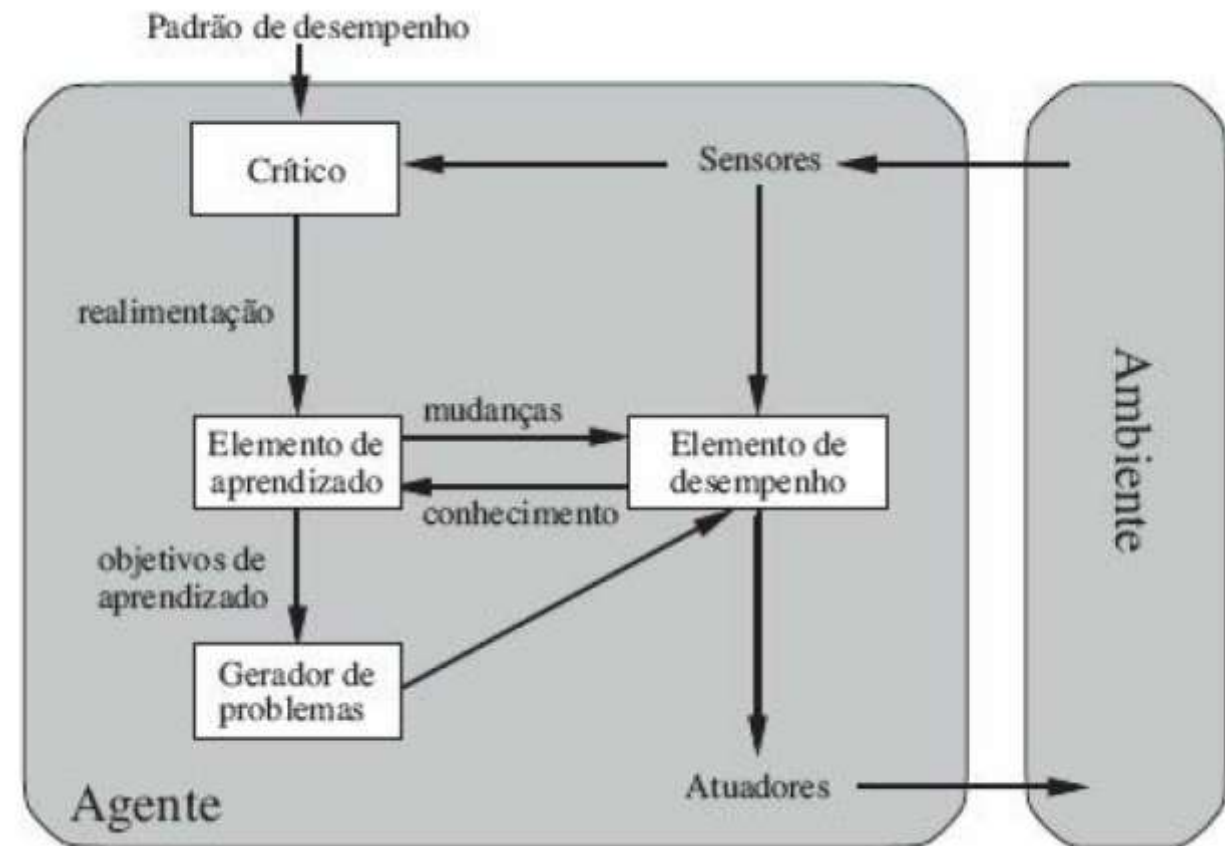 Padrão de desempenho
Crítico
Sensores
realimentação
mudanças
Elemento de
aprendizado
Elemento de
desempenho
conhecimento
objetivos de
aprendizado
Gerador de
problemas
Atuadores
Agente
Ambiente